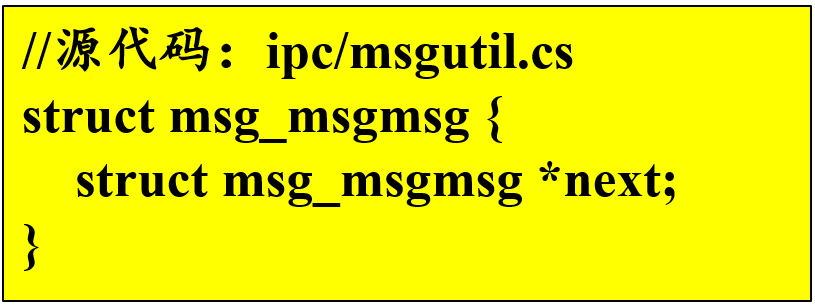 //源代码：ipc/msgutil.cs
struct msg_msgmsg {
    struct msg_msgmsg *next;
}